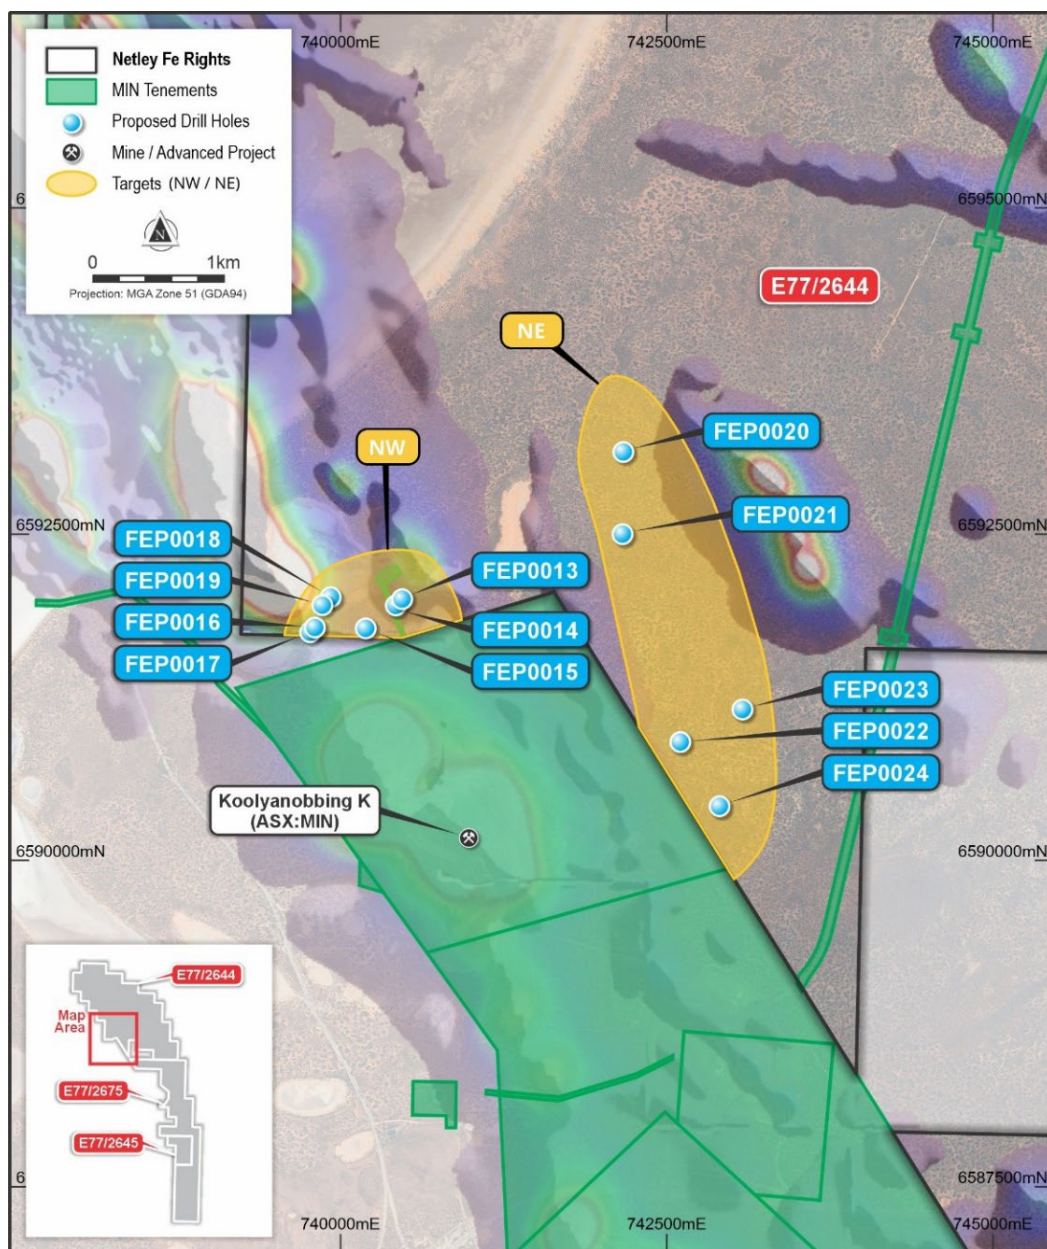 740000mE
742500mE
745000mE
Netley Fe Rights
MIN Tenements
Proposed Drill Holes
Mine / Advanced Project
Targets (NW / NE)
N
0
1km
Projection: MGA Zone 51 (GDA94)
6
6595000mN
E77/2644
NE
NW
FEP0020
FEP0021
6592500mN
6592500mN
FEP0018
FEP0019
FEP0016
FEP0017
FEP0013
FEP0014
FEP0015
FEP0023
FEP0022
FEP0024
Koolyanobbing K
(ASX:MIN)
6590000mN
6590000mN
E77/2644
Map
Area
E77/2675
E77/2645
6
6587500mN
740000mE
742500mE
745000mE